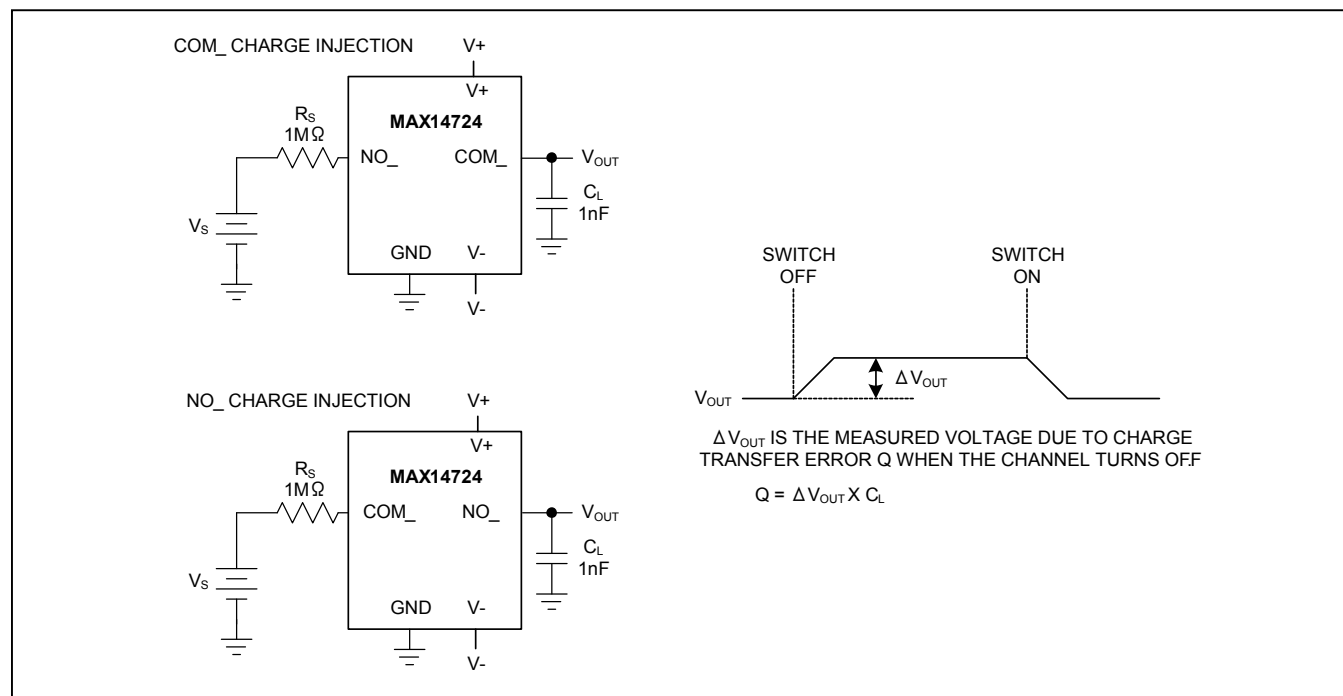 COM_ CHARGE INJECTION
V+
V+
MAX14724
RS
1MΩ
NO_
COM_
VOUT
CL
1nF
VS
GND
V-
V-
NO_ CHARGE INJECTION
V+
V+
MAX14724
RS
1MΩ
COM_
NO_
VOUT
CL
1nF
VS
GND
V-
V-
SWITCH
OFF
SWITCH
ON
VOUT
ΔVOUT
ΔVOUT IS THE MEASURED VOLTAGE DUE TO CHARGE
TRANSFER ERROR Q WHEN THE CHANNEL TURNS OF.F
Q = ΔVOUT X CL